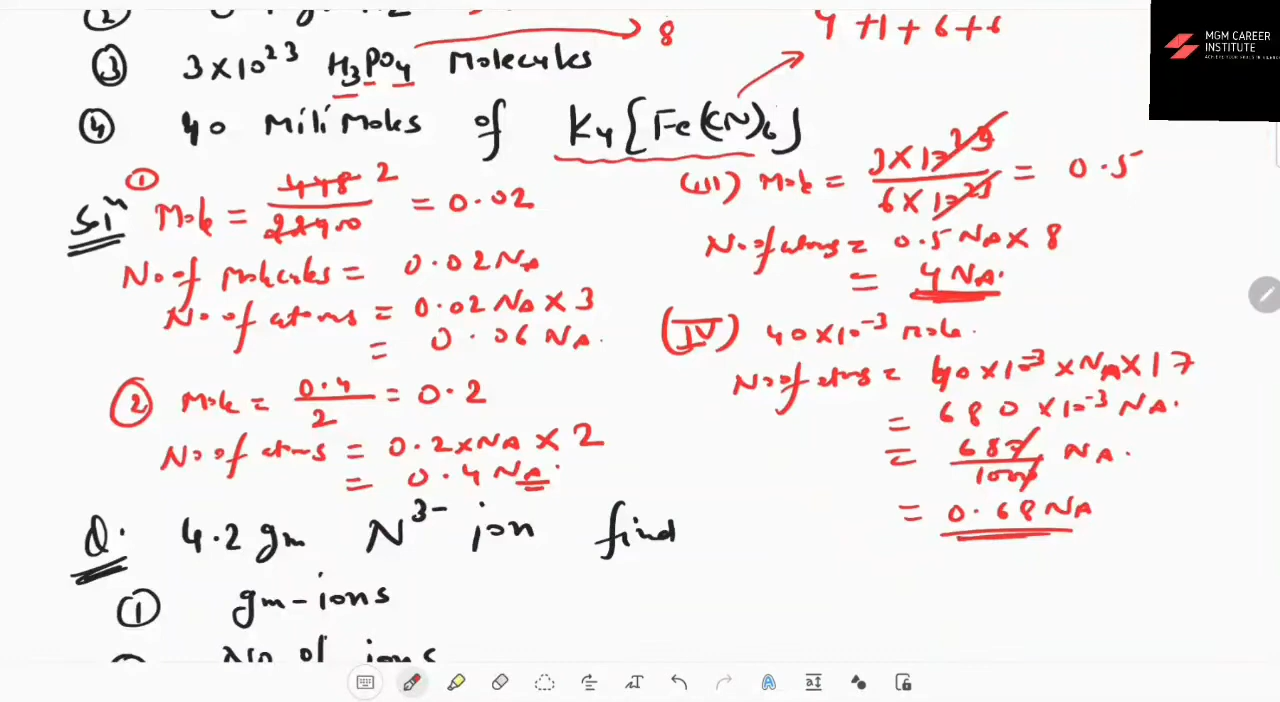 ②
8
4 + 1 + 6 + 6
MGM CAREER
INSTITUTE
③ 3×10²³ H₃PO₄ Molecules
④ 40 Mili Moles of K₄[Fe(CN)₆]
Solⁿ ① Mole = 448 2 / 22400 = 0.02
No of Molecules = 0.02 NA
No of atoms = 0.02 NA × 3
= 0.06 NA.
② Mole = 0.4 / 2 = 0.2
No of atoms = 0.2 × NA × 2
= 0.4 NA.
(III) Mole = 3×10²³ / 6×10²³ = 0.5
No of atoms = 0.5 NA × 8
= 4 NA.
(IV) 40×10⁻³ mole.
No of atoms = 40×10⁻³ × NA × 17
= 680 ×10⁻³ NA.
= 680 / 1000 NA.
= 0.68 NA
Q. 4.2 gm N³⁻ ion find
① gm-ions
No of ions